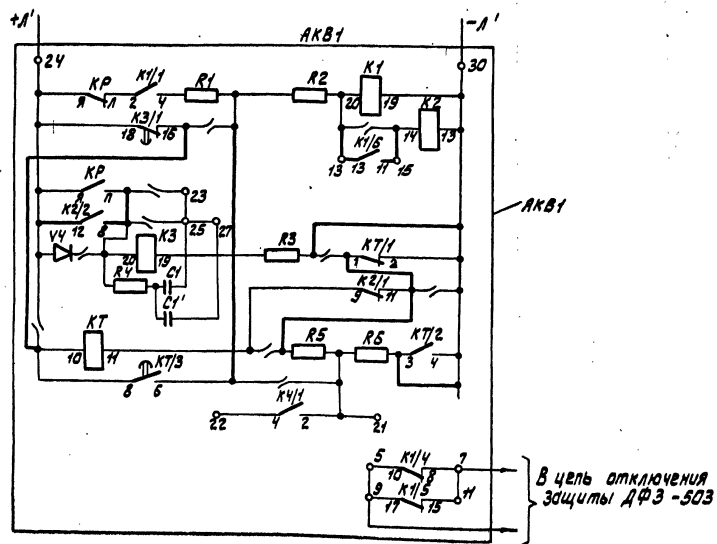 +Л' АКВ1 -Л'
24 30
КР К1/1 R1 R2 К1
Я Л 2 4 20 19 К2
К3/1 14 13
18 16 К1/6
13 13 11 15
КР
Я Л 23
К2/2 25 27 АКВ1
12 8
V4 К3 R3 КТ/1
20 19 1 2
R4 С1 К2/1
С1' 9 11
КТ R5 R6 КТ/2
10 11 3 4
КТ/3
8 6
К4/1
22 4 2 21
5 К1/4 7
10 8
9 К1/5 11
17 15
В цепь отключения
защиты ДФЗ-503